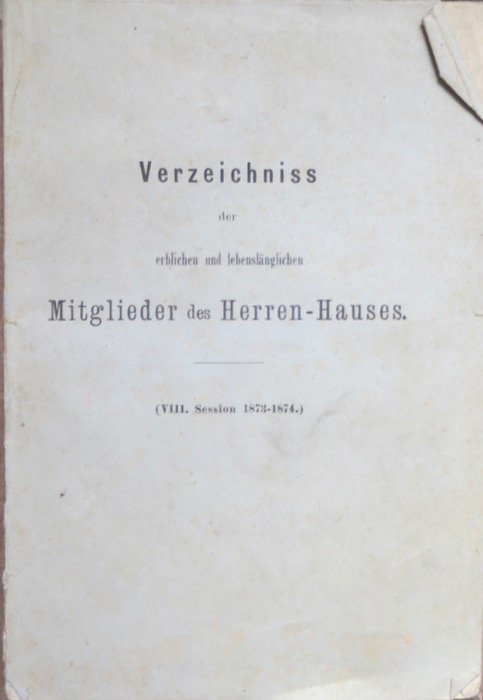 Verzeichniss
der
erblichen und lebenslänglichen
Mitglieder des Herren-Hauses.
(VIII. Session 1873-1874.)